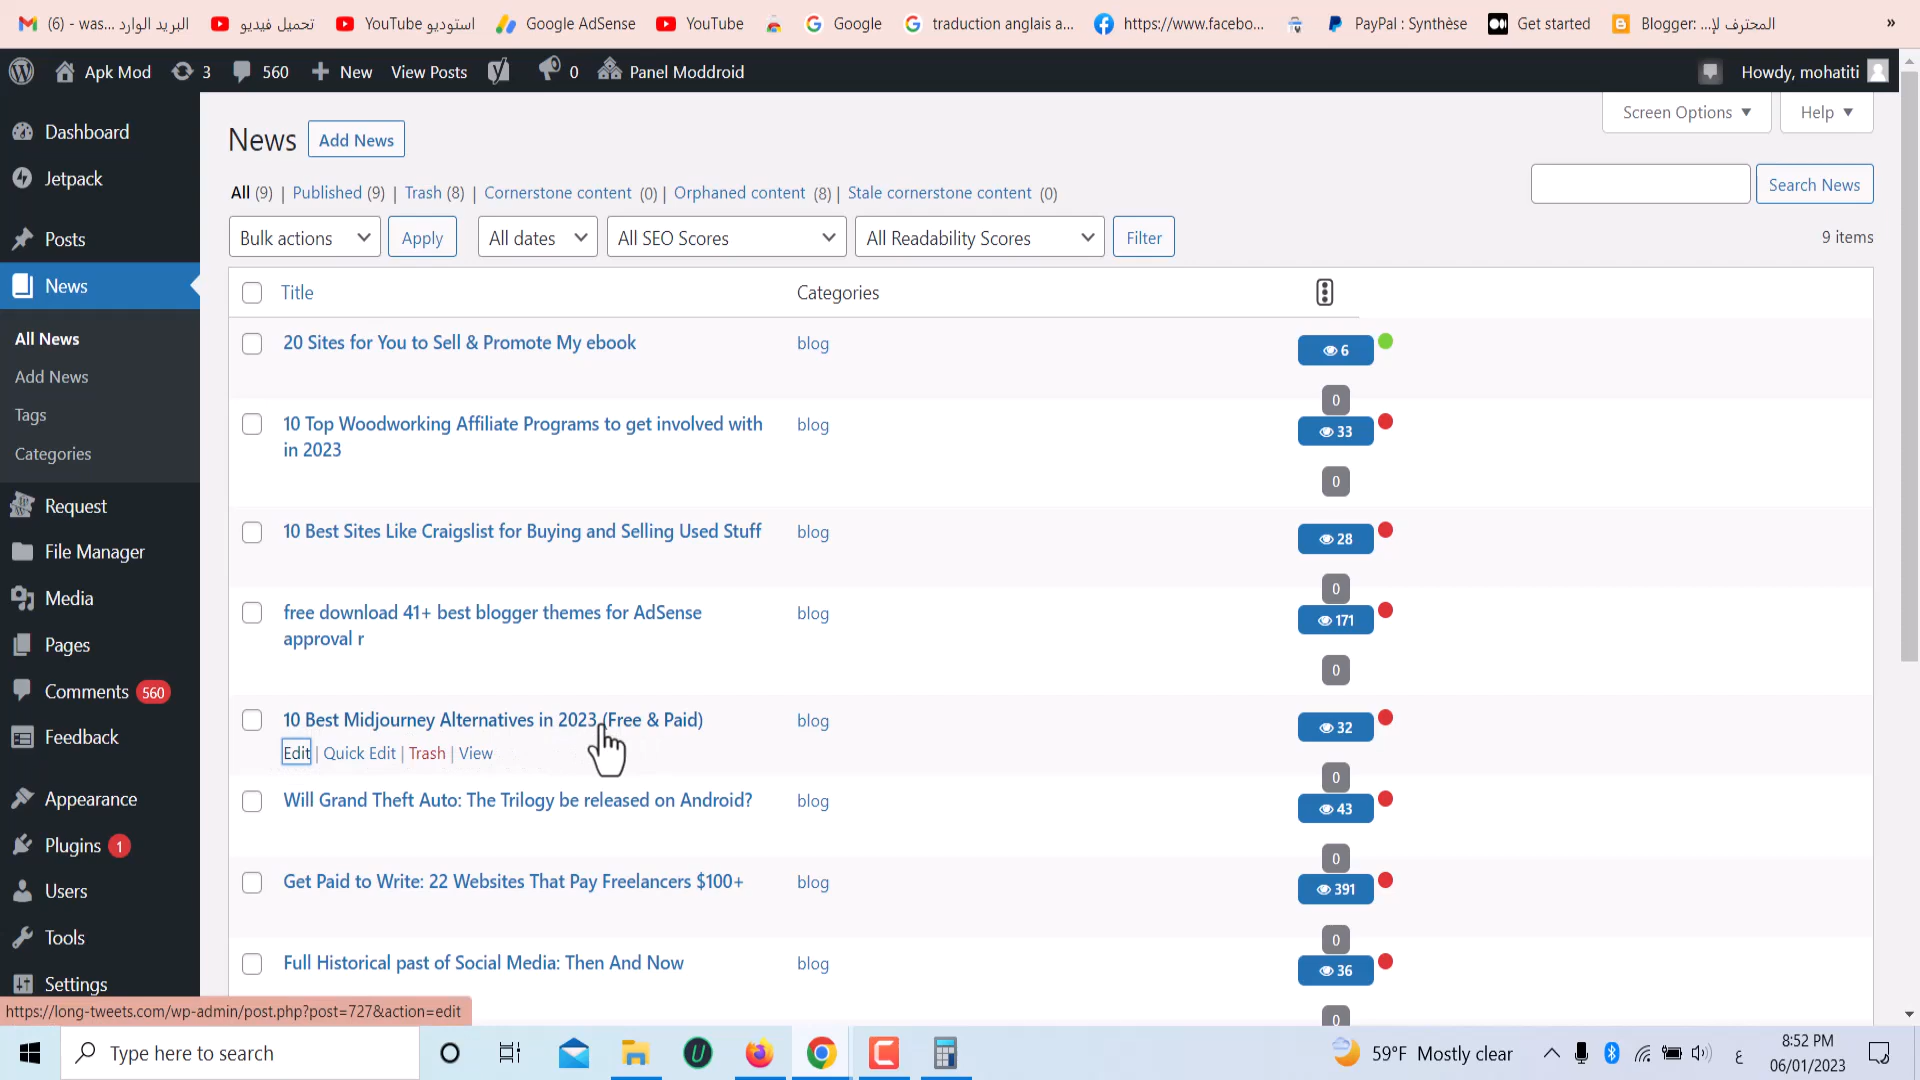 (6) - was... البريد الوارد
تحميل فيديو
YouTube استوديو
Google AdSense
YouTube
Google
traduction anglais a...
https://www.facebo...
PayPal : Synthèse
Get started
Blogger: ...المحترف لإ
»
Apk Mod
3
560
New
View Posts
0
Panel Moddroid
Howdy, mohatiti
Dashboard
Jetpack
Posts
News
All News
Add News
Tags
Categories
Request
File Manager
Media
Pages
Comments 560
Feedback
Appearance
Plugins 1
Users
Tools
Settings
Screen Options
Help
News
Add News
All (9) | Published (9) | Trash (8) | Cornerstone content (0) | Orphaned content (8) | Stale cornerstone content (0)
Search News
Bulk actions
Apply
All dates
All SEO Scores
All Readability Scores
Filter
9 items
Title
Categories
20 Sites for You to Sell & Promote My ebook
blog
6
0
10 Top Woodworking Affiliate Programs to get involved with
in 2023
blog
33
0
10 Best Sites Like Craigslist for Buying and Selling Used Stuff
blog
28
0
free download 41+ best blogger themes for AdSense
approval r
blog
171
0
10 Best Midjourney Alternatives in 2023 (Free & Paid)
blog
32
Edit | Quick Edit | Trash | View
0
Will Grand Theft Auto: The Trilogy be released on Android?
blog
43
0
Get Paid to Write: 22 Websites That Pay Freelancers $100+
blog
391
0
Full Historical past of Social Media: Then And Now
blog
36
0
https://long-tweets.com/wp-admin/post.php?post=727&action=edit
Type here to search
59°F Mostly clear
ع
8:52 PM
06/01/2023